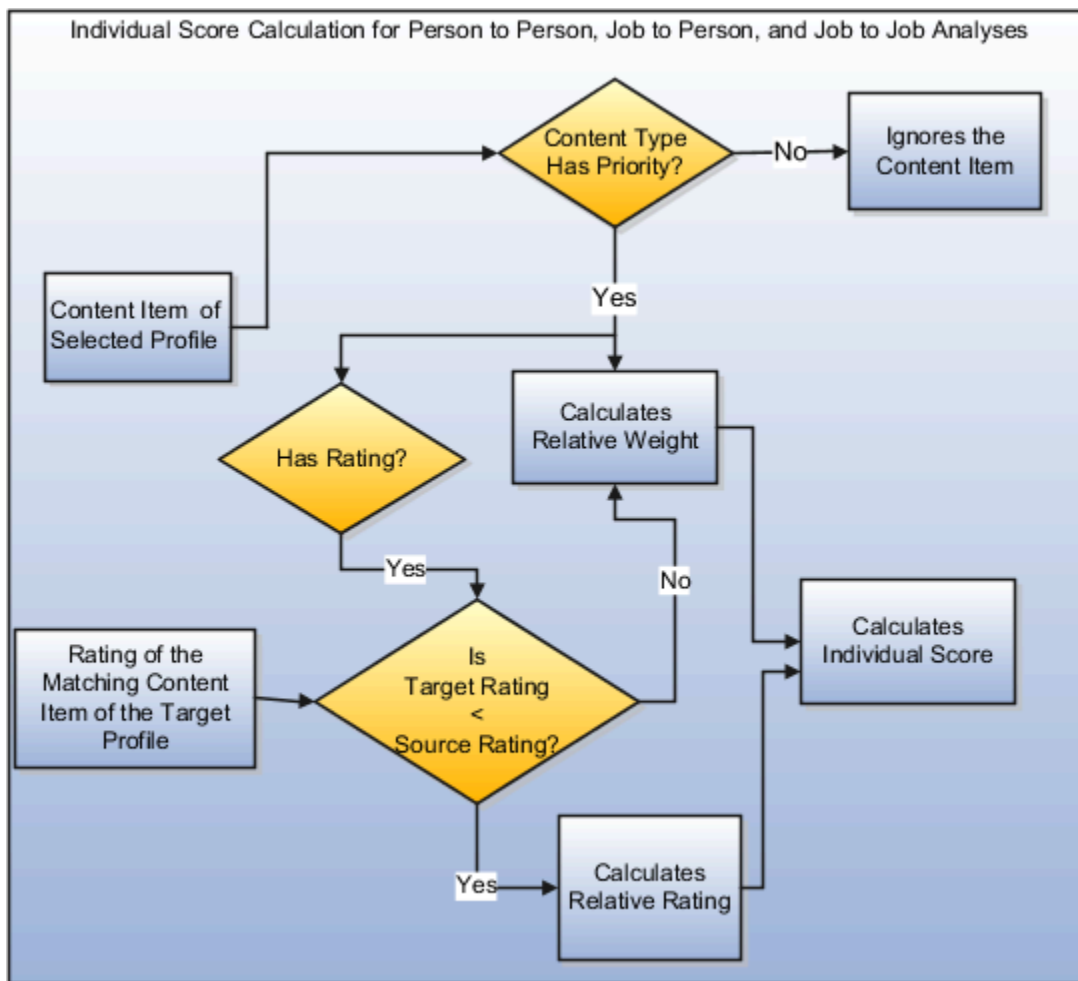 Individual Score Calculation for Person to Person, Job to Person, and Job to Job Analyses
Content Type
Has Priority?
No
Ignores the
Content Item
Content Item of
Selected Profile
Yes
Has Rating?
Calculates
Relative Weight
Yes
No
Rating of the
Matching Content
Item of the Target
Profile
Is
Target Rating
<
Source Rating?
Calculates
Individual Score
Yes
Calculates
Relative Rating